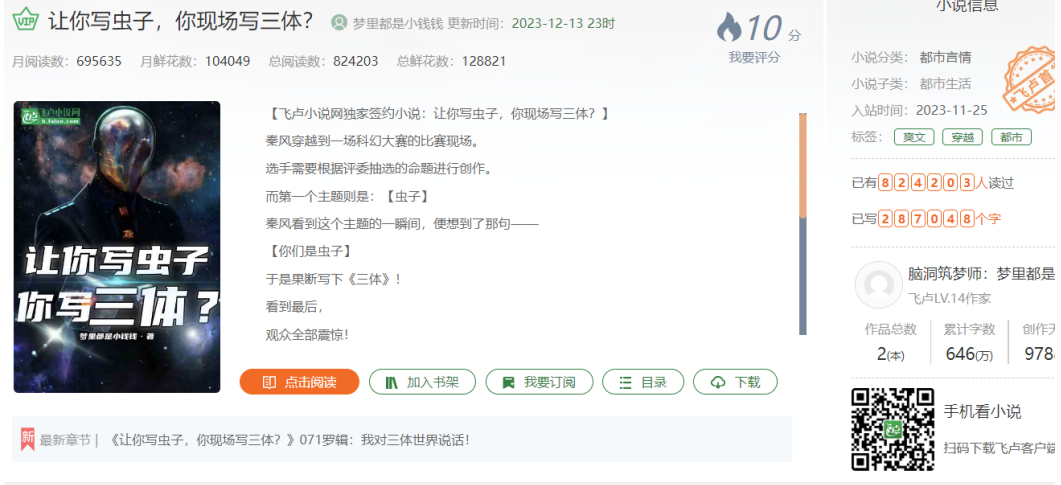 VIP 让你写虫子，你现场写三体？ 梦里都是小钱钱 更新时间：2023-12-13 23时
10 分
我要评分
月阅读数：695635 月鲜花数：104049 总阅读数：824203 总鲜花数：128821
飞卢小说网
b.faloo.com
让你写虫子
你写三体？
梦里都是小钱钱·著
【飞卢小说网独家签约小说：让你写虫子，你现场写三体？】
秦风穿越到一场科幻大赛的比赛现场。
选手需要根据评委抽选的命题进行创作。
而第一个主题则是：【虫子】
秦风看到这个主题的一瞬间，便想到了那句——
【你们是虫子】
于是果断写下《三体》！
看到最后，
观众全部震惊！
点击阅读 加入书架 我要订阅 目录 下载
新 最新章节| 《让你写虫子，你现场写三体？》071罗辑：我对三体世界说话！
小说信息
小说分类： 都市言情
小说子类： 都市生活
入站时间：2023-11-25
标签： 爽文 穿越 都市
飞卢首
已有824203人读过
已写287048个字
脑洞筑梦师：梦里都是
飞卢LV.14作家
作品总数 累计字数 创作天
2(本) 646(万) 978
手机看小说
扫码下载飞卢客户端